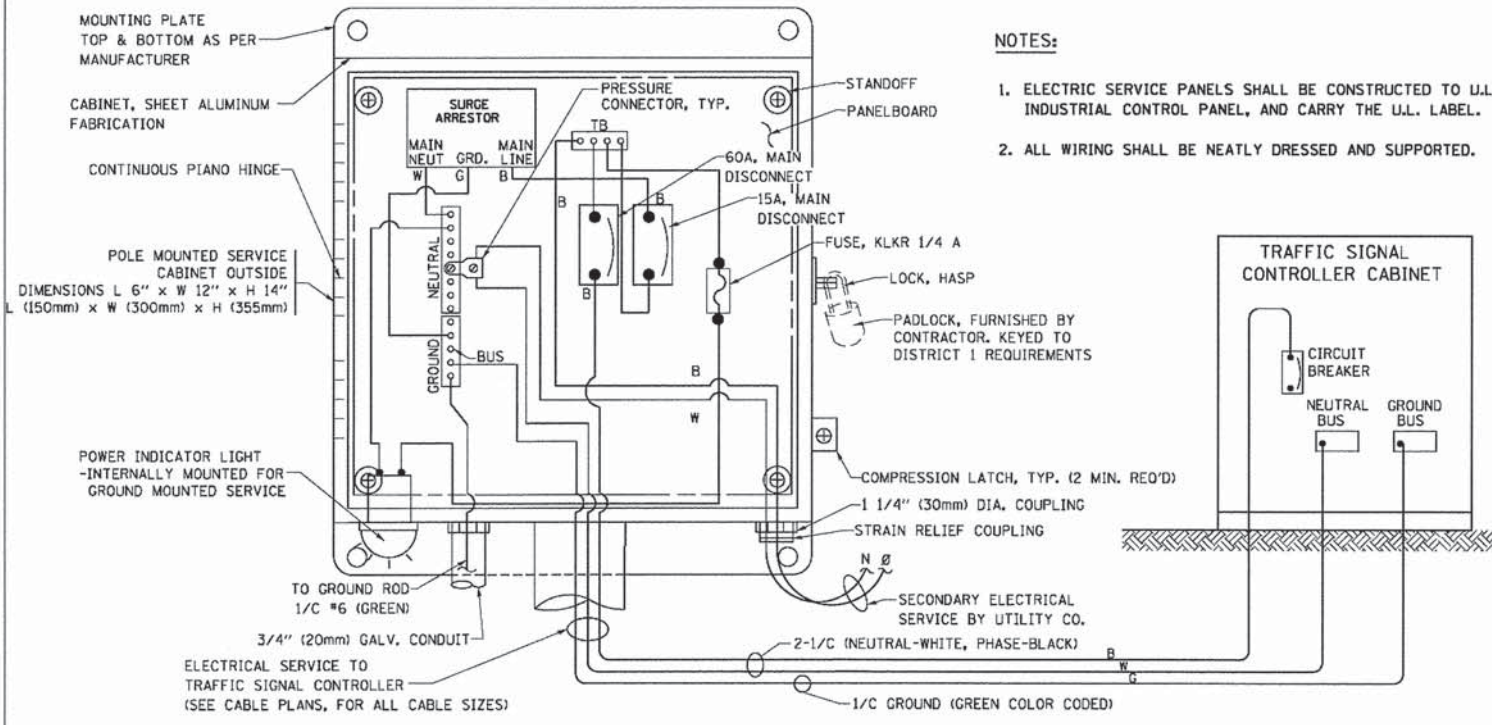 MOUNTING PLATE
TOP & BOTTOM AS PER
MANUFACTURER
CABINET, SHEET ALUMINUM
FABRICATION
CONTINUOUS PIANO HINGE
POLE MOUNTED SERVICE
CABINET OUTSIDE
DIMENSIONS L 6" x W 12" x H 14"
L (150mm) x W (300mm) x H (355mm)
POWER INDICATOR LIGHT
-INTERNALLY MOUNTED FOR
GROUND MOUNTED SERVICE
SURGE
ARRESTOR
MAIN
NEUT
GRD.
MAIN
LINE
W
G
B
PRESSURE
CONNECTOR, TYP.
TB
STANDOFF
PANELBOARD
60A, MAIN
DISCONNECT
15A, MAIN
DISCONNECT
B
B
B
FUSE, KLKR 1/4 A
NEUTRAL
GROUND
BUS
LOCK, HASP
PADLOCK, FURNISHED BY
CONTRACTOR. KEYED TO
DISTRICT 1 REQUIREMENTS
B
W
COMPRESSION LATCH, TYP. (2 MIN. REQ'D)
1 1/4" (30mm) DIA. COUPLING
STRAIN RELIEF COUPLING
N Ø
SECONDARY ELECTRICAL
SERVICE BY UTILITY CO.
TO GROUND ROD
1/C #6 (GREEN)
3/4" (20mm) GALV. CONDUIT
ELECTRICAL SERVICE TO
TRAFFIC SIGNAL CONTROLLER
(SEE CABLE PLANS, FOR ALL CABLE SIZES)
2-1/C (NEUTRAL-WHITE, PHASE-BLACK)
1/C GROUND (GREEN COLOR CODED)
B
W
G
NOTES:
1. ELECTRIC SERVICE PANELS SHALL BE CONSTRUCTED TO U.L
INDUSTRIAL CONTROL PANEL, AND CARRY THE U.L. LABEL.
2. ALL WIRING SHALL BE NEATLY DRESSED AND SUPPORTED.
TRAFFIC SIGNAL
CONTROLLER CABINET
CIRCUIT
BREAKER
NEUTRAL
BUS
GROUND
BUS